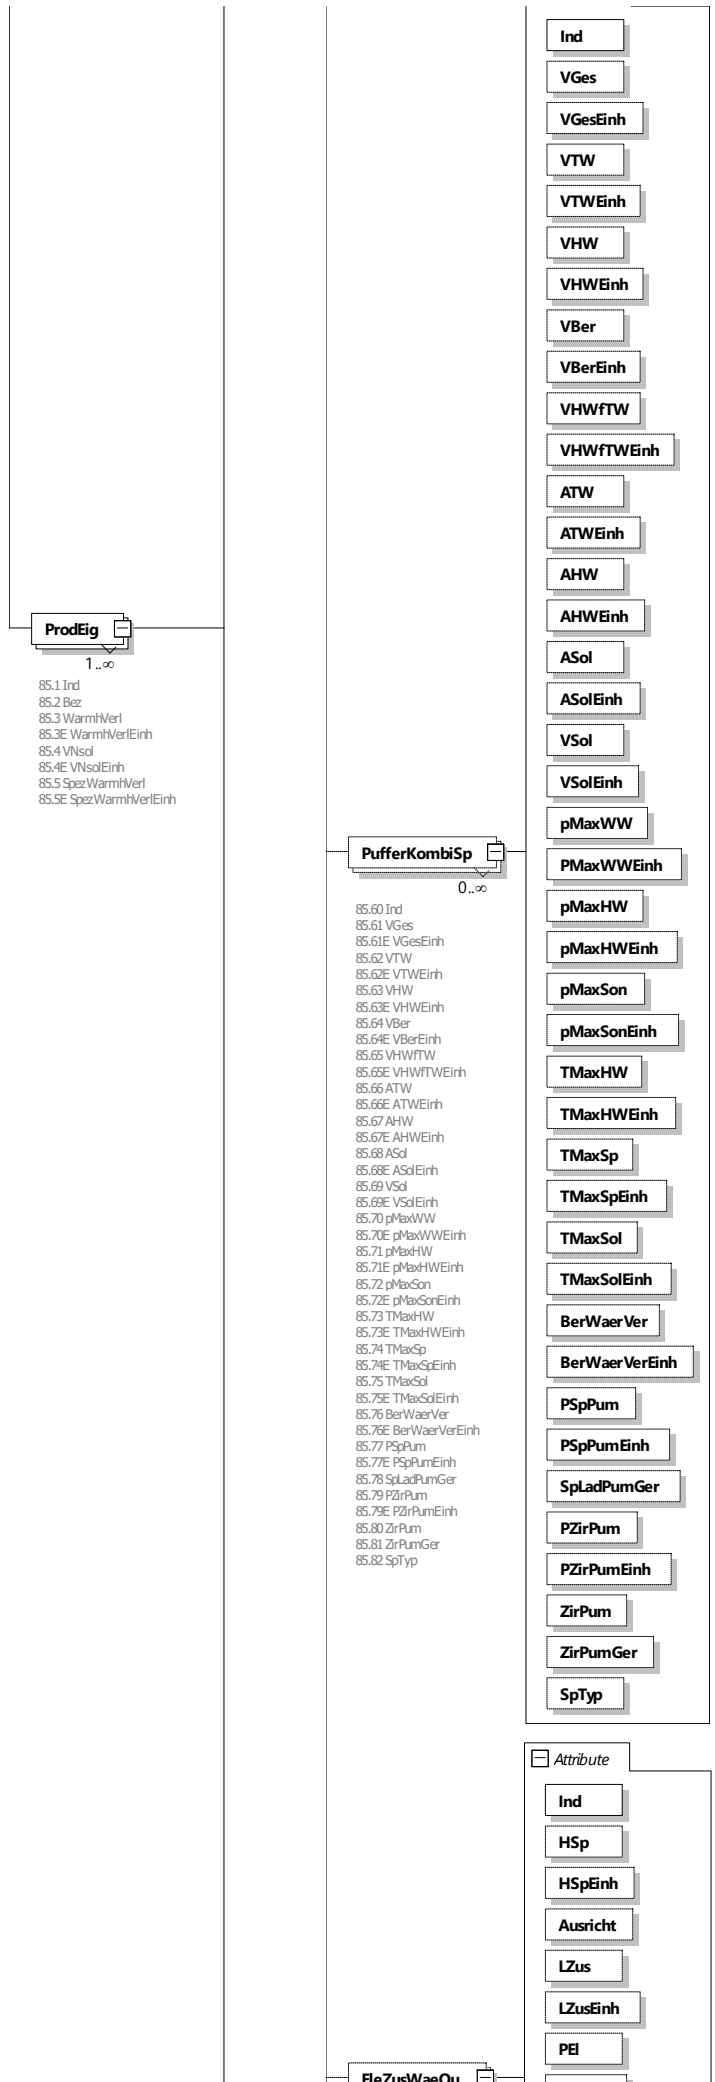 ProdEig
1..∞
85.1 Ind
85.2 Bez
85.3 WarmhVerl
85.3E WarmhVerlEinh
85.4 VNsol
85.4E VNsolEinh
85.5 SpezWarmhVerl
85.5E SpezWarmhVerlEinh
PufferKombiSp
0..∞
85.60 Ind
85.61 VGes
85.61E VGesEinh
85.62 VTW
85.62E VTWEinh
85.63 VHW
85.63E VHWEinh
85.64 VBer
85.64E VBerEinh
85.65 VHWfTW
85.65E VHWfTWEinh
85.66 ATW
85.66E ATWEinh
85.67 AHW
85.67E AHWEinh
85.68 ASol
85.68E ASolEinh
85.69 VSol
85.69E VSolEinh
85.70 pMaxWW
85.70E pMaxWWEinh
85.71 pMaxHW
85.71E pMaxHWEinh
85.72 pMaxSon
85.72E pMaxSonEinh
85.73 TMaxHW
85.73E TMaxHWEinh
85.74 TMaxSp
85.74E TMaxSpEinh
85.75 TMaxSol
85.75E TMaxSolEinh
85.76 BerWaerVer
85.76E BerWaerVerEinh
85.77 PSpPum
85.77E PSpPumEinh
85.78 SpLadPumGer
85.79 PZirPum
85.79E PZirPumEinh
85.80 ZirPum
85.81 ZirPumGer
85.82 SpTyp
Ind
VGes
VGesEinh
VTW
VTWEinh
VHW
VHWEinh
VBer
VBerEinh
VHWfTW
VHWfTWEinh
ATW
ATWEinh
AHW
AHWEinh
ASol
ASolEinh
VSol
VSolEinh
pMaxWW
PMaxWWEinh
pMaxHW
pMaxHWEinh
pMaxSon
pMaxSonEinh
TMaxHW
TMaxHWEinh
TMaxSp
TMaxSpEinh
TMaxSol
TMaxSolEinh
BerWaerVer
BerWaerVerEinh
PSpPum
PSpPumEinh
SpLadPumGer
PZirPum
PZirPumEinh
ZirPum
ZirPumGer
SpTyp
Attribute
Ind
HSp
HSpEinh
Ausricht
LZus
LZusEinh
PEl
EleZusWaeQu